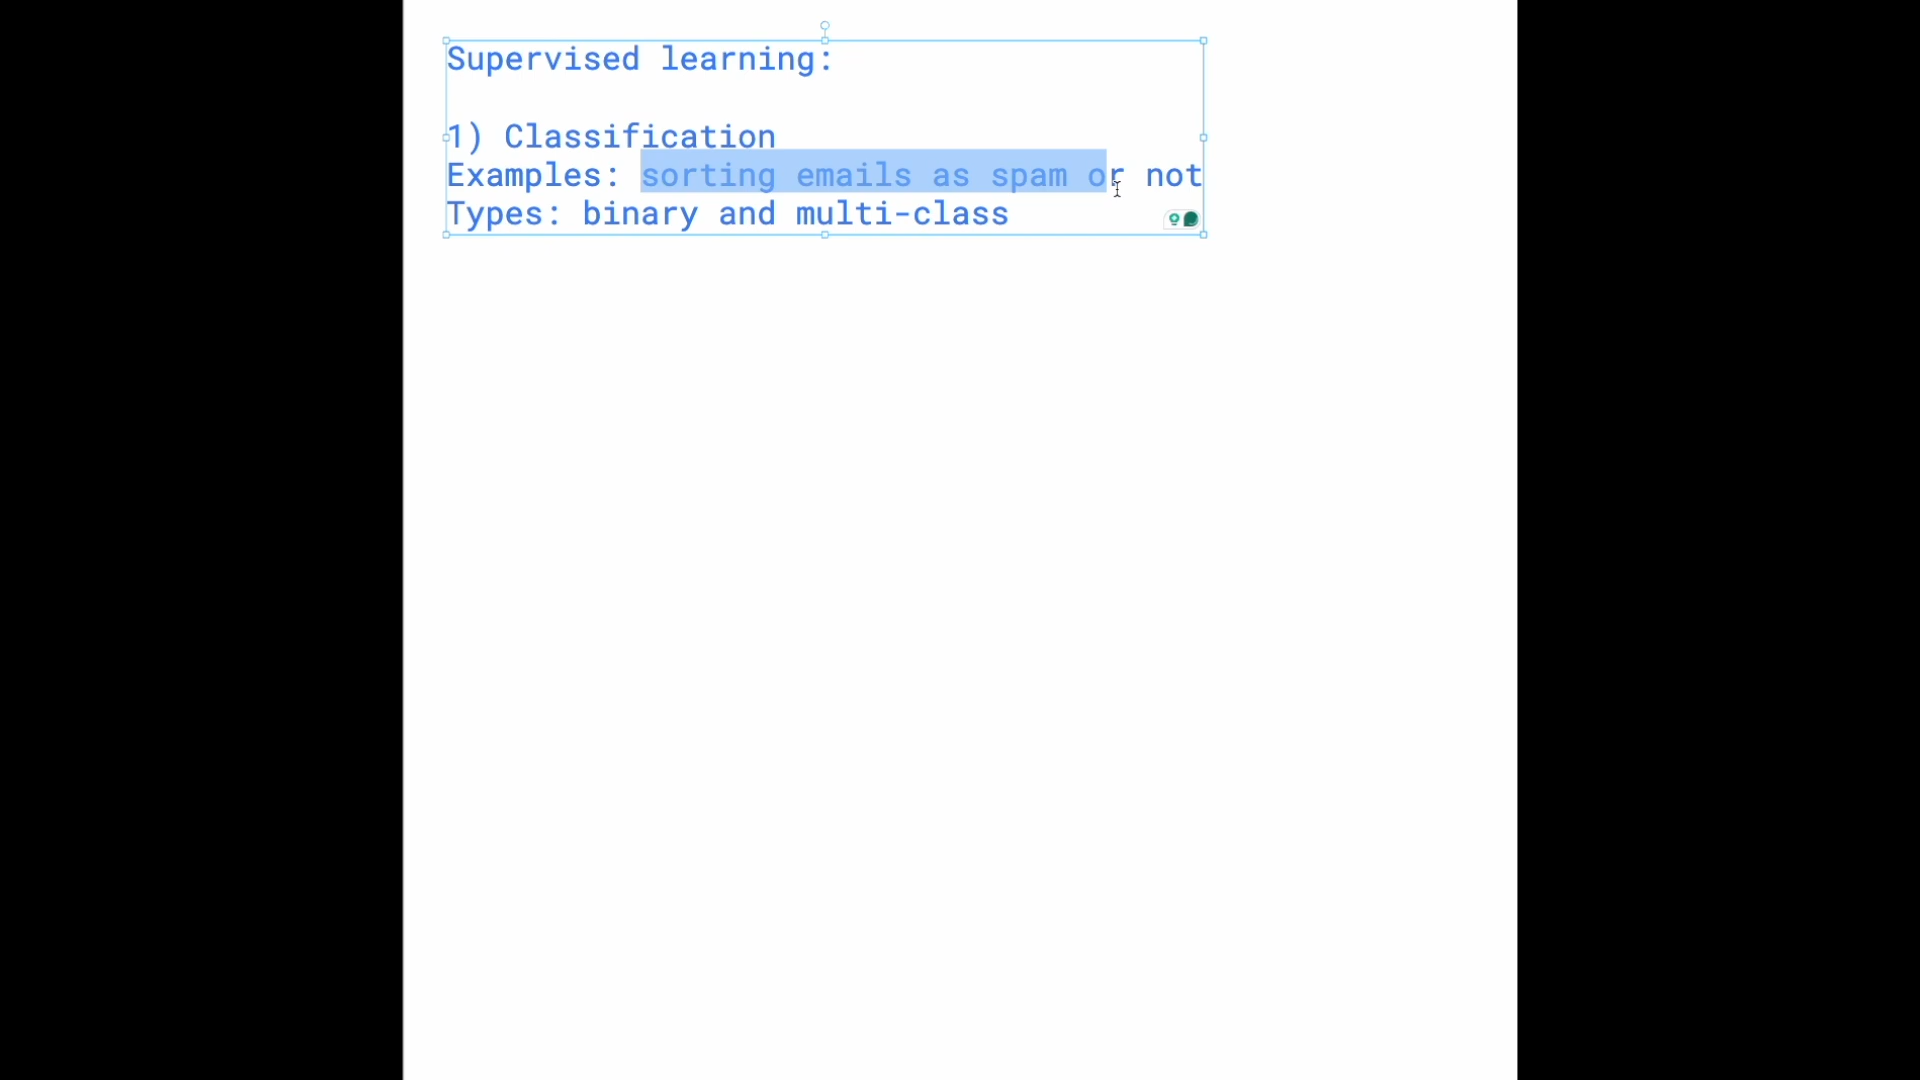 Supervised learning:
1) Classification
Examples: sorting emails as spam or not
Types: binary and multi-class